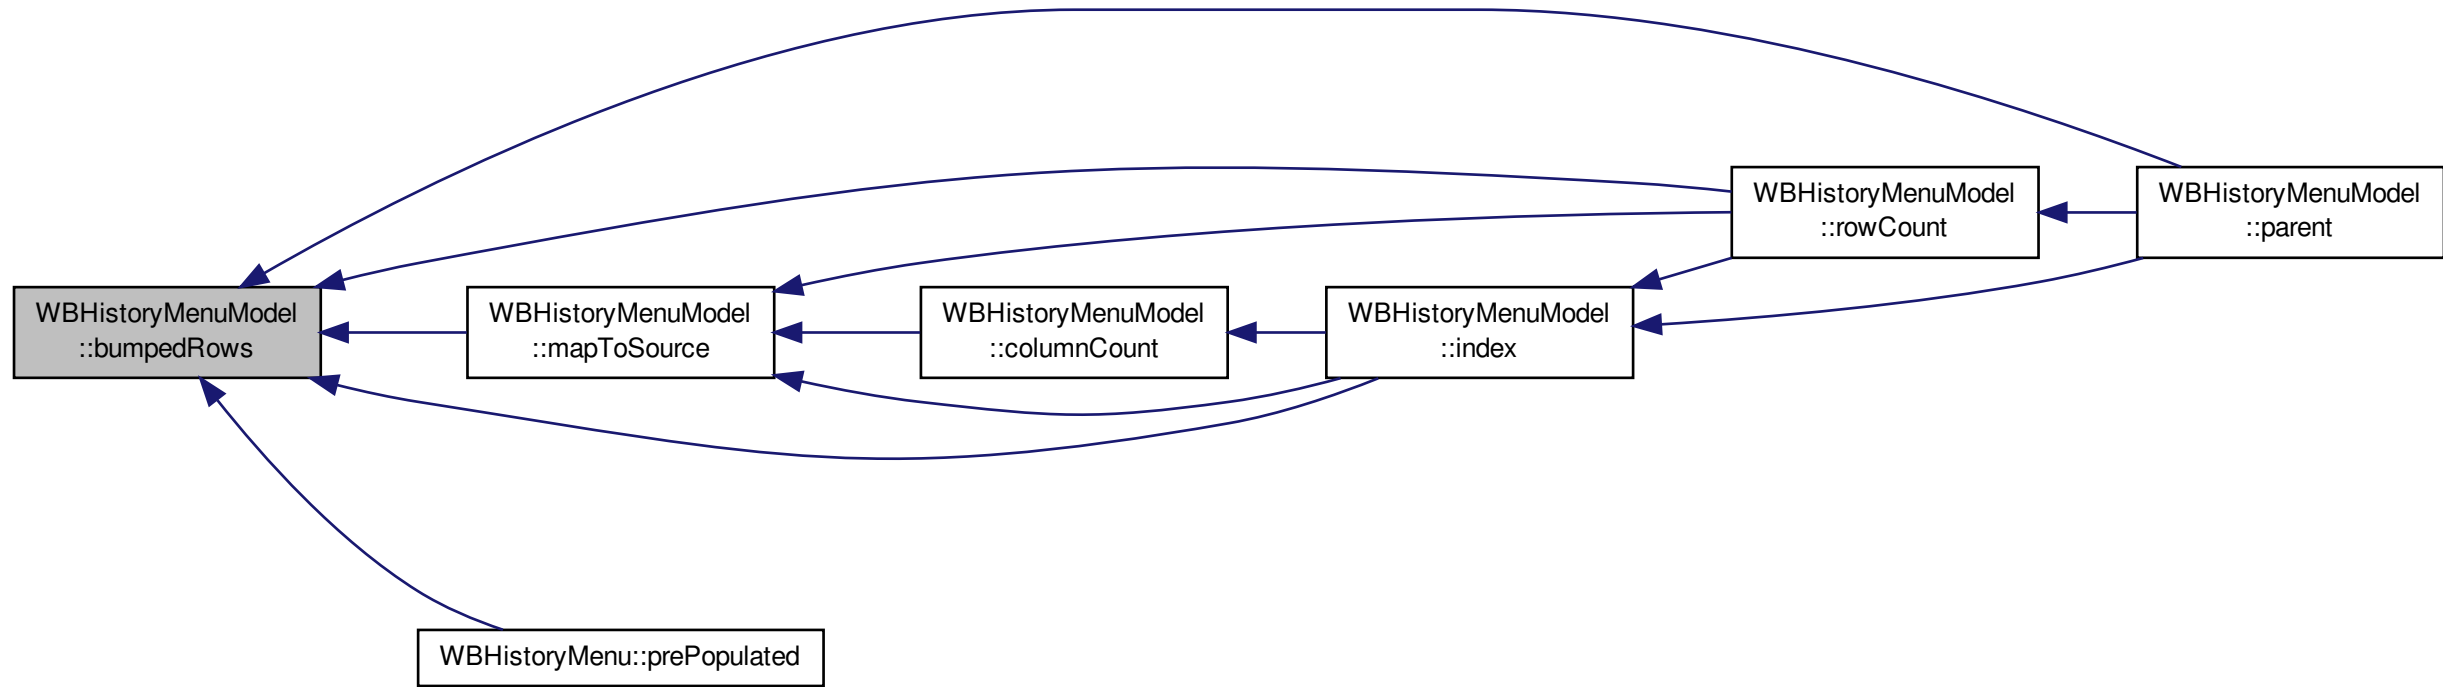 WBHistoryMenuModel
::rowCount
WBHistoryMenuModel
::parent
WBHistoryMenuModel
::bumpedRows
WBHistoryMenuModel
::mapToSource
WBHistoryMenuModel
::columnCount
WBHistoryMenuModel
::index
WBHistoryMenu::prePopulated